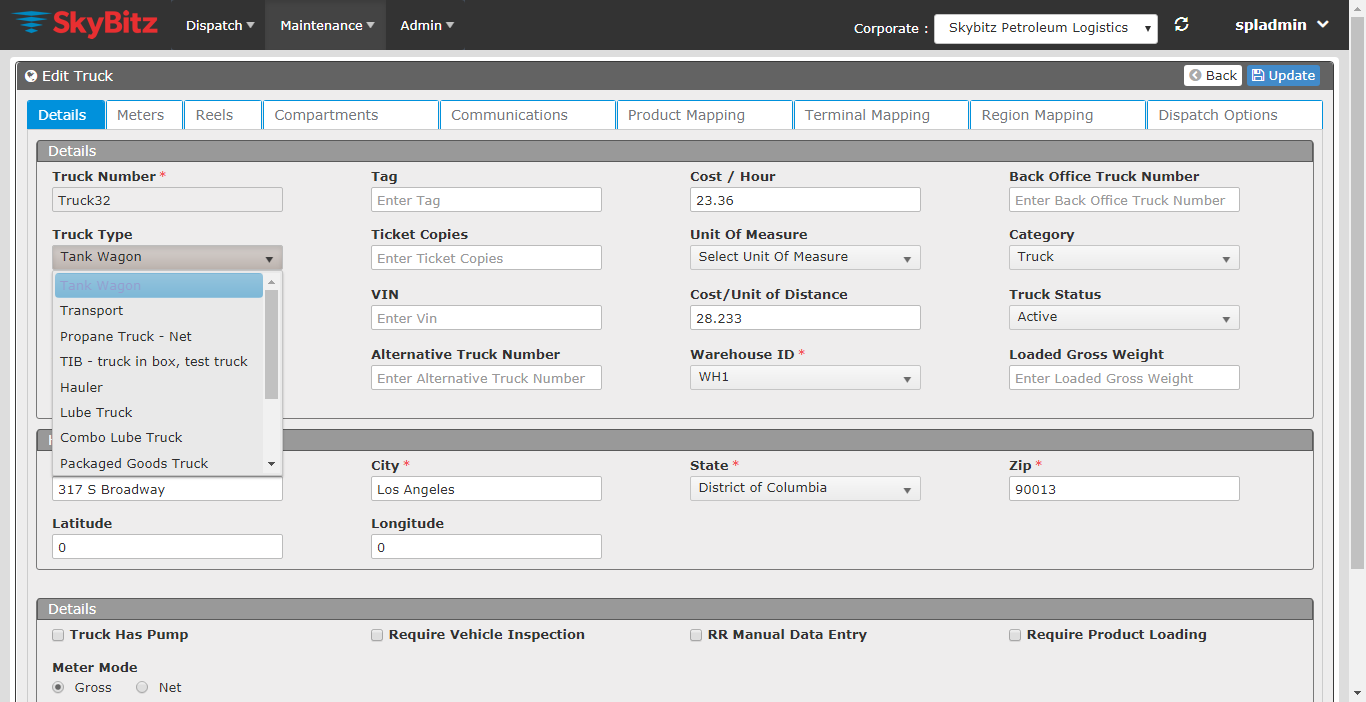 SkyBitz Dispatch Maintenance Admin Corporate : Skybitz Petroleum Logistics spladmin
Edit Truck Back Update
Details Meters Reels Compartments Communications Product Mapping Terminal Mapping Region Mapping Dispatch Options
Details
Truck Number * Tag Cost / Hour Back Office Truck Number
Truck32 Enter Tag 23.36 Enter Back Office Truck Number
Truck Type Ticket Copies Unit Of Measure Category
Tank Wagon Enter Ticket Copies Select Unit Of Measure Truck
Tank Wagon
VIN Cost/Unit of Distance Truck Status
Transport Enter Vin 28.233 Active
Propane Truck - Net
TIB - truck in box, test truck Alternative Truck Number Warehouse ID * Loaded Gross Weight
Hauler Enter Alternative Truck Number WH1 Enter Loaded Gross Weight
Lube Truck
Combo Lube Truck
Packaged Goods Truck City * State * Zip *
317 S Broadway Los Angeles District of Columbia 90013
Latitude Longitude
0 0
Details
Truck Has Pump Require Vehicle Inspection RR Manual Data Entry Require Product Loading
Meter Mode
Gross Net